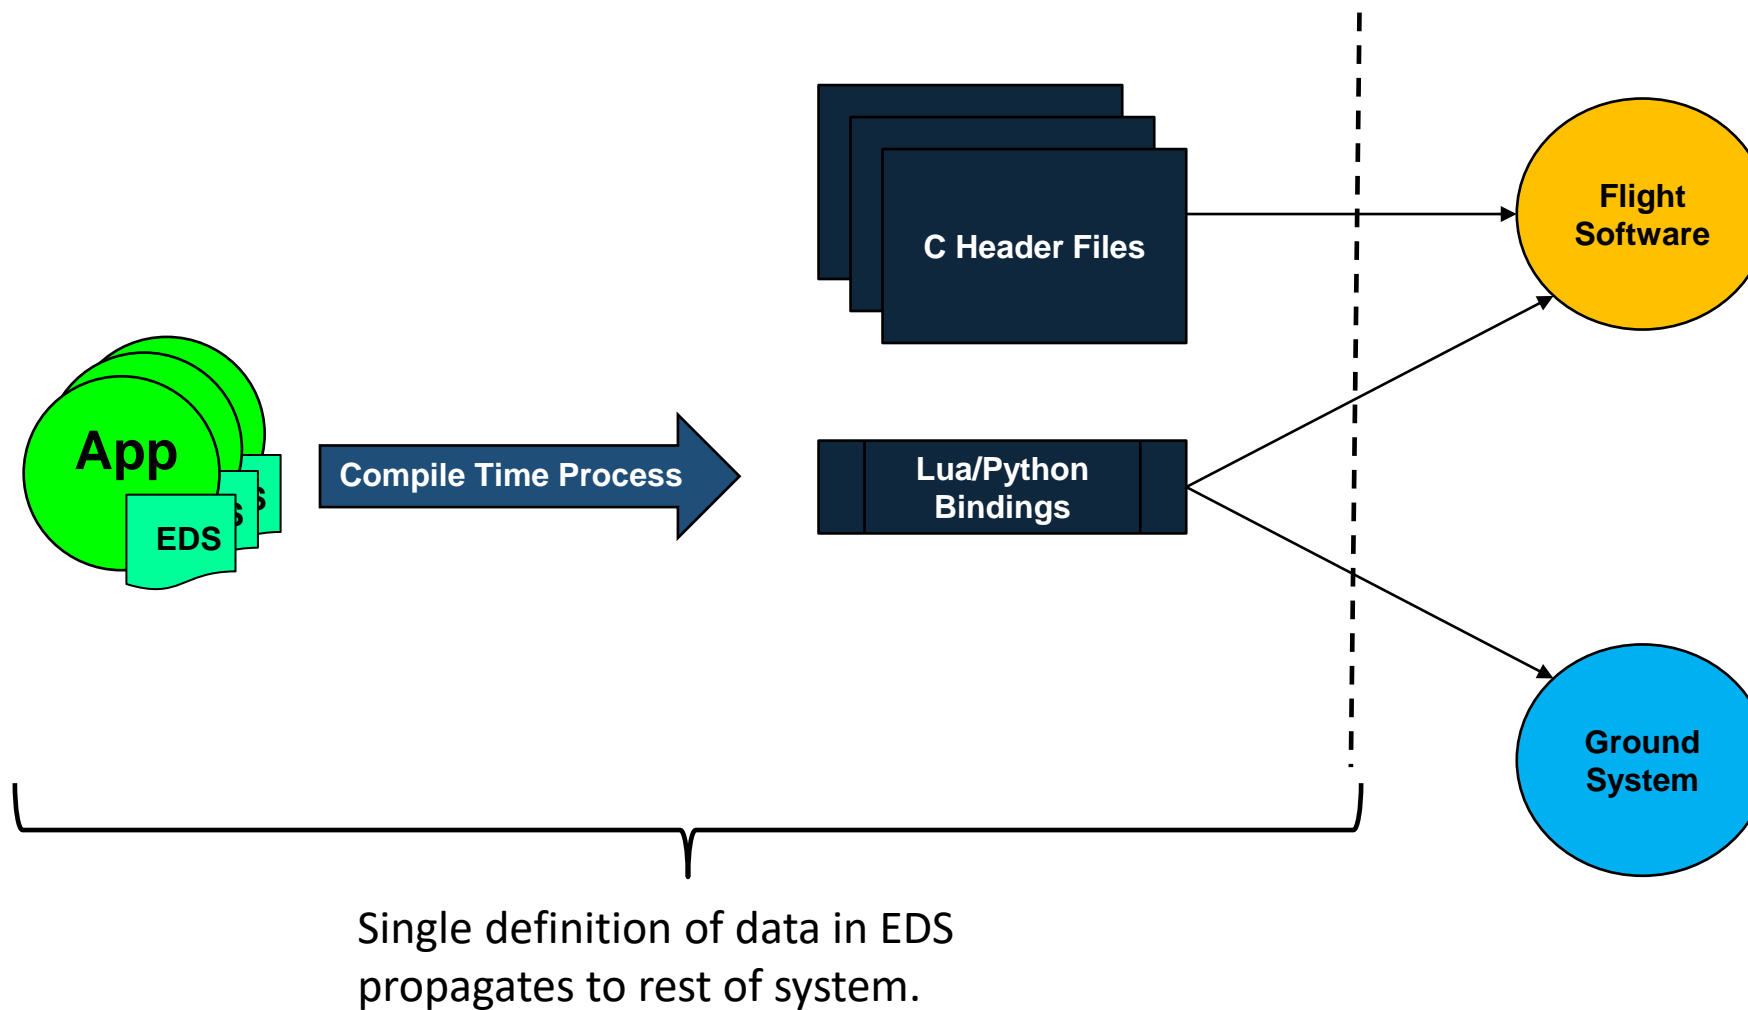 C Header Files
Flight
Software
App
EDS
S
S
Compile Time Process
Lua/Python
Bindings
Ground
System
Single definition of data in EDS
propagates to rest of system.